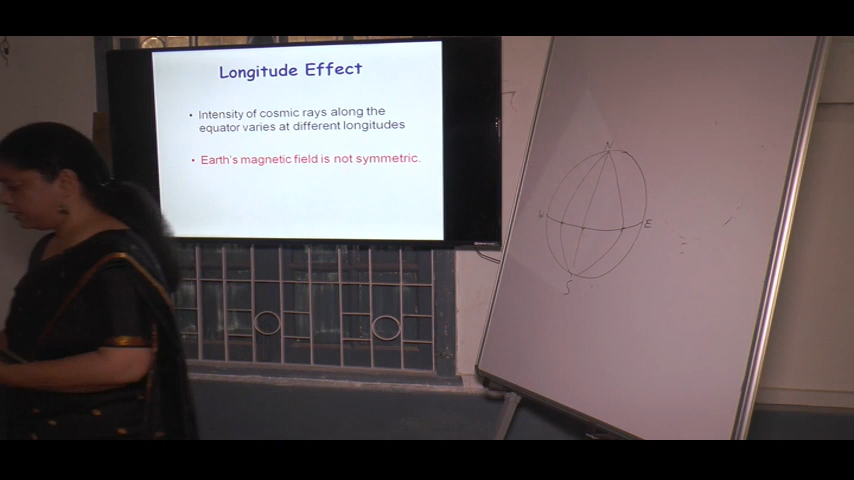 Longitude Effect
• Intensity of cosmic rays along the
equator varies at different longitudes
• Earth's magnetic field is not symmetric.
N
W
E
S